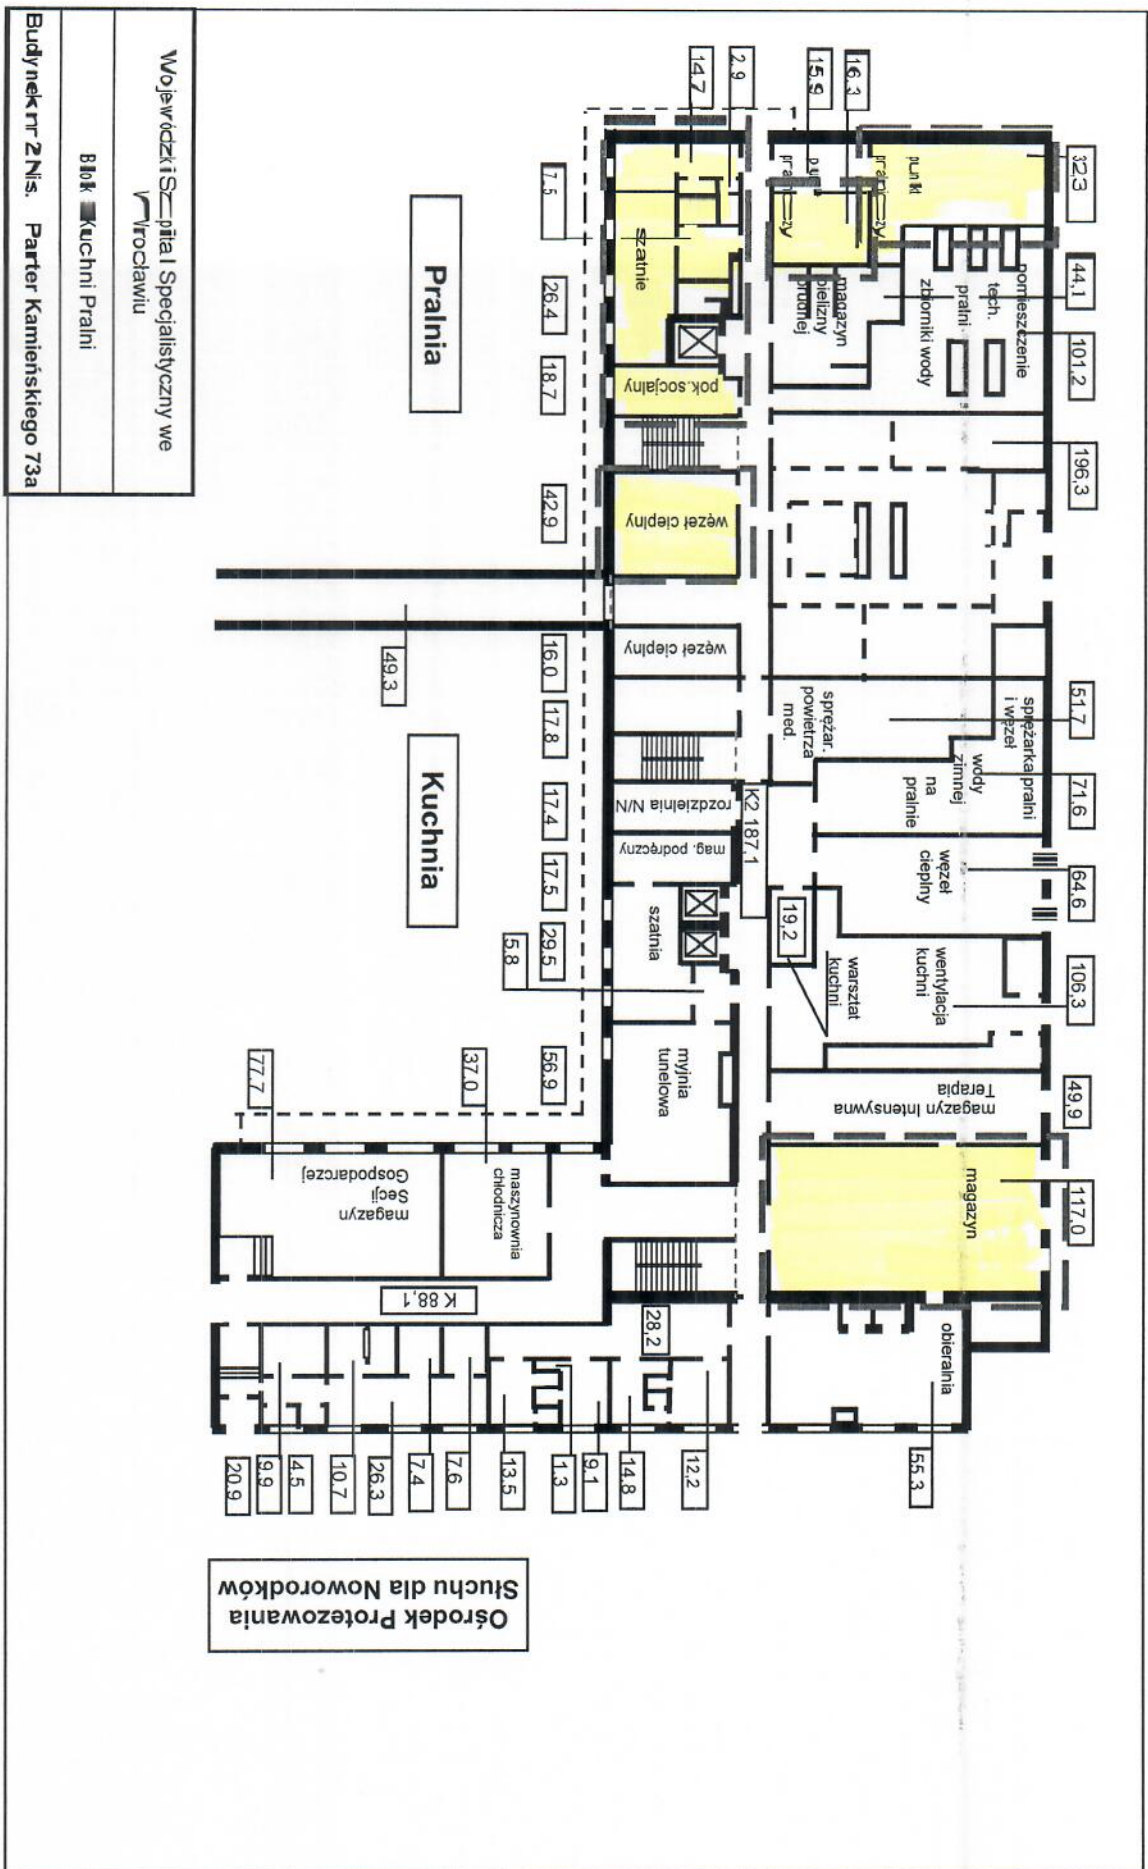 Wojewódzki Szpital Specjalistyczny we
Wrocławiu
Blok Kuchni Pralni
Budynek nr 2 Nis. Parter Kamieńskiego 73a
32,3
44,1
101,2
196,3
51,7
71,6
64,6
106,3
49,9
117,0
55,3
16,3
15,9
2,9
14,7
punkt
pralniczy
pralniczy
pomieszczenie
tech.
pralni
zbiorniki wody
magazyn
bielizny
brudnej
sprężarka pralni
i węzeł
wody
zimnej
na
pralnie
sprężar.
powietrza
med.
węzeł
cieplny
wentylacja
kuchni
warsztat
kuchni
19,2
magazyn Intensywna
Terapia
magazyn
obieralnia
K2 187,1
szatnie
pok.socjalny
węzeł cieplny
węzeł cieplny
rozdzielnia N/N
mag. podręczny
szatnia
myjnia
tunelowa
7,5
26,4
18,7
42,9
16,0
17,8
17,4
17,5
29,5
5,8
56,9
Pralnia
49,3
Kuchnia
37,0
77,7
maszynownia
chłodnicza
magazyn
Secji
Gospodarczej
K 88,1
28,2
12,2
14,8
9,1
1,3
13,5
7,6
7,4
26,3
10,7
4,5
9,9
20,9
Ośrodek Protezowania
Słuchu dla Noworodków